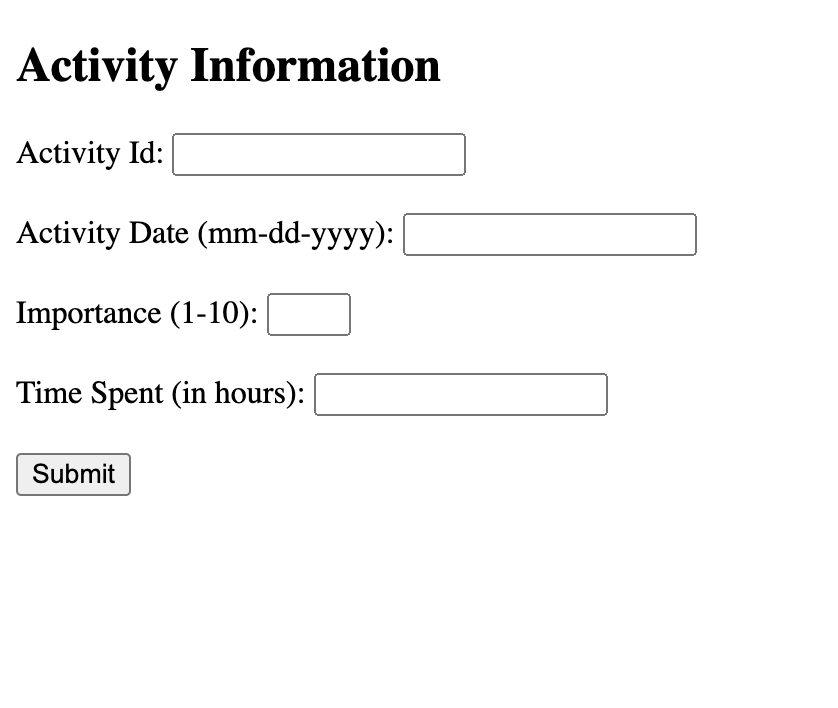 Activity Information
Activity Id:
Activity Date (mm-dd-yyyy):
Importance (1-10):
Time Spent (in hours):
Submit